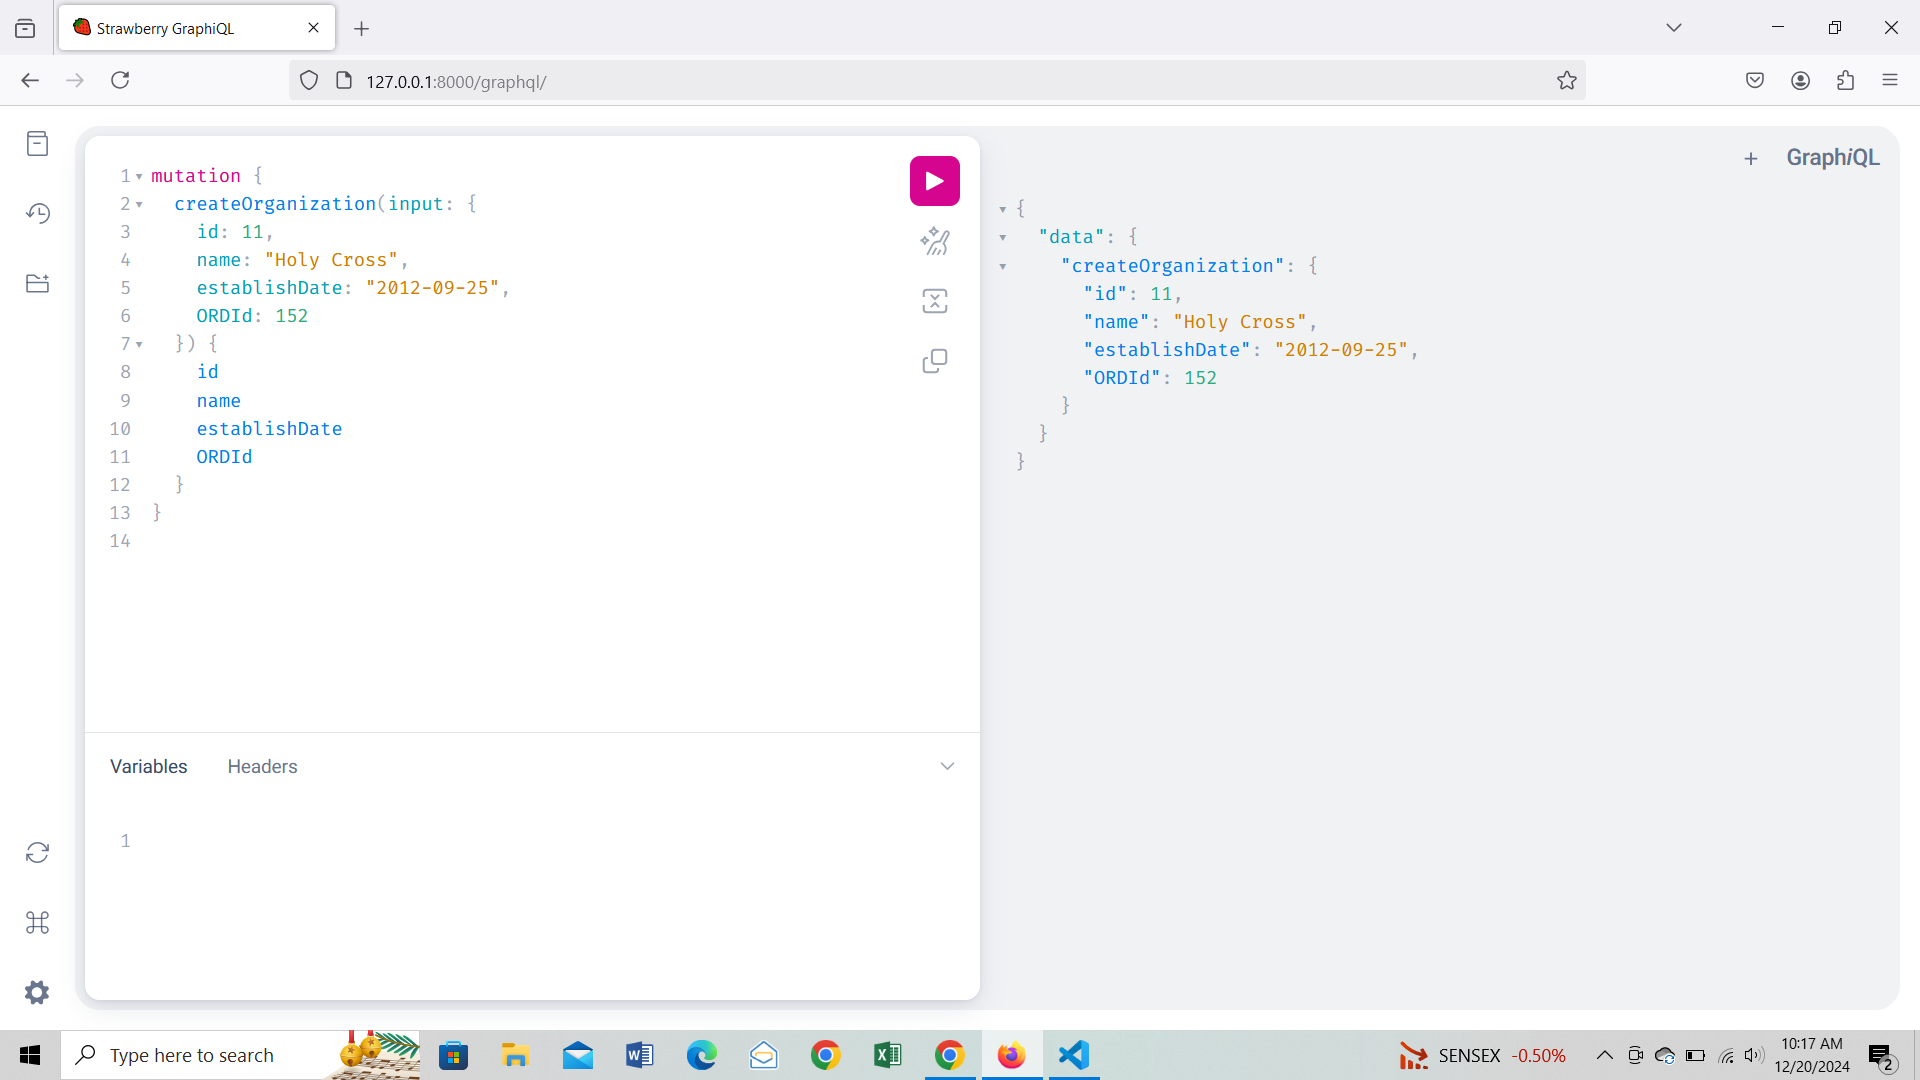 Strawberry GraphiQL
127.0.0.1:8000/graphql/
1 mutation {
2 createOrganization(input: {
3 id: 11,
4 name: "Holy Cross",
5 establishDate: "2012-09-25",
6 ORDId: 152
7 }) {
8 id
9 name
10 establishDate
11 ORDId
12 }
13 }
14
Variables Headers
1
+ GraphiQL
{
"data": {
"createOrganization": {
"id": 11,
"name": "Holy Cross",
"establishDate": "2012-09-25",
"ORDId": 152
}
}
}
Type here to search
SENSEX -0.50%
10:17 AM
12/20/2024
2